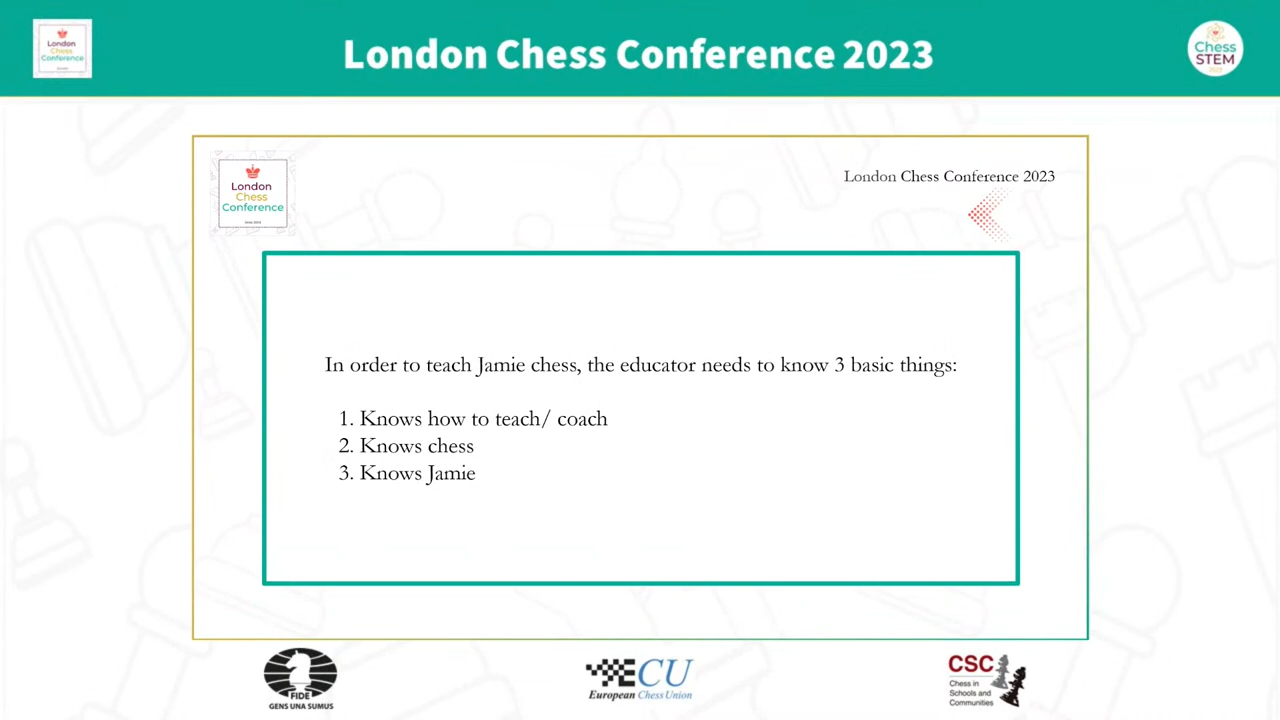 London
Chess
Conference
London Chess Conference 2023
Chess
STEM
London
Chess
Conference
London Chess Conference 2023
In order to teach Jamie chess, the educator needs to know 3 basic things:
1. Knows how to teach/ coach
2. Knows chess
3. Knows Jamie
FIDE
GENS UNA SUMUS
ECU
European Chess Union
CSC
Chess in
Schools and
Communities